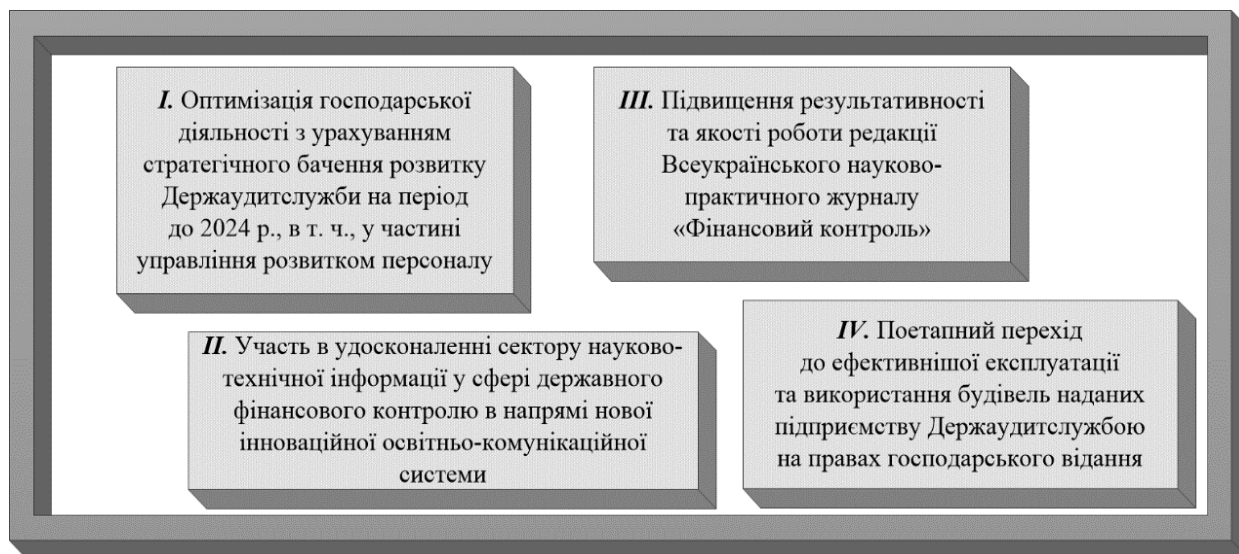 I. Оптимізація господарської
діяльності з урахуванням
стратегічного бачення розвитку
Держаудитслужби на період
до 2024 р., в т. ч., у частині
управління розвитком персоналу
II. Участь в удосконаленні сектору науково-
технічної інформації у сфері державного
фінансового контролю в напрямі нової
інноваційної освітньо-комунікаційної
системи
III. Підвищення результативності
та якості роботи редакції
Всеукраїнського науково-
практичного журналу
«Фінансовий контроль»
IV. Поетапний перехід
до ефективнішої експлуатації
та використання будівель наданих
підприємству Держаудитслужбою
на правах господарського відання